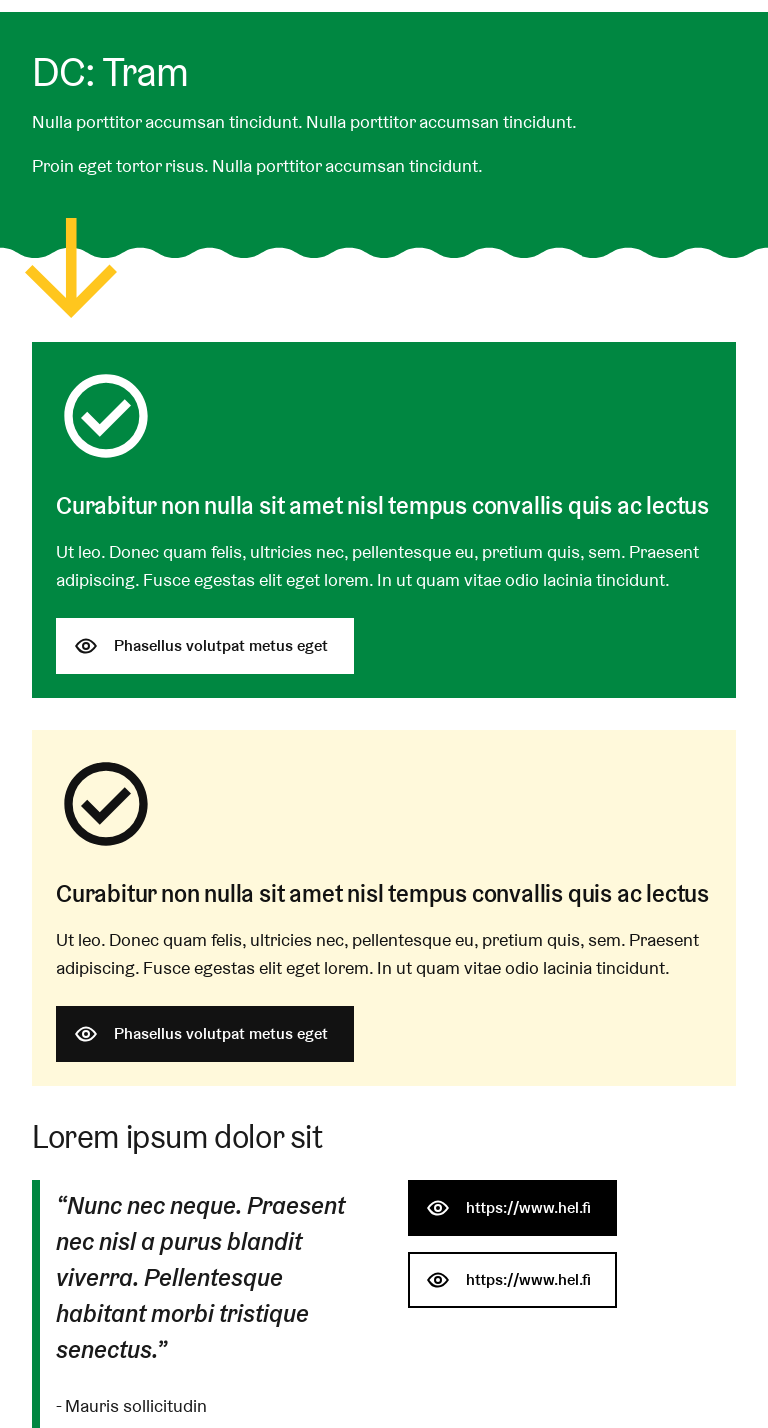 DC: Tram
Nulla porttitor accumsan tincidunt. Nulla porttitor accumsan tincidunt.
Proin eget tortor risus. Nulla porttitor accumsan tincidunt.
Curabitur non nulla sit amet nisl tempus convallis quis ac lectus
Ut leo. Donec quam felis, ultricies nec, pellentesque eu, pretium quis, sem. Praesent
adipiscing. Fusce egestas elit eget lorem. In ut quam vitae odio lacinia tincidunt.
Phasellus volutpat metus eget
Curabitur non nulla sit amet nisl tempus convallis quis ac lectus
Ut leo. Donec quam felis, ultricies nec, pellentesque eu, pretium quis, sem. Praesent
adipiscing. Fusce egestas elit eget lorem. In ut quam vitae odio lacinia tincidunt.
Phasellus volutpat metus eget
Lorem ipsum dolor sit
“Nunc nec neque. Praesent
nec nisl a purus blandit
viverra. Pellentesque
habitant morbi tristique
senectus.”
- Mauris sollicitudin
https://www.hel.fi
https://www.hel.fi